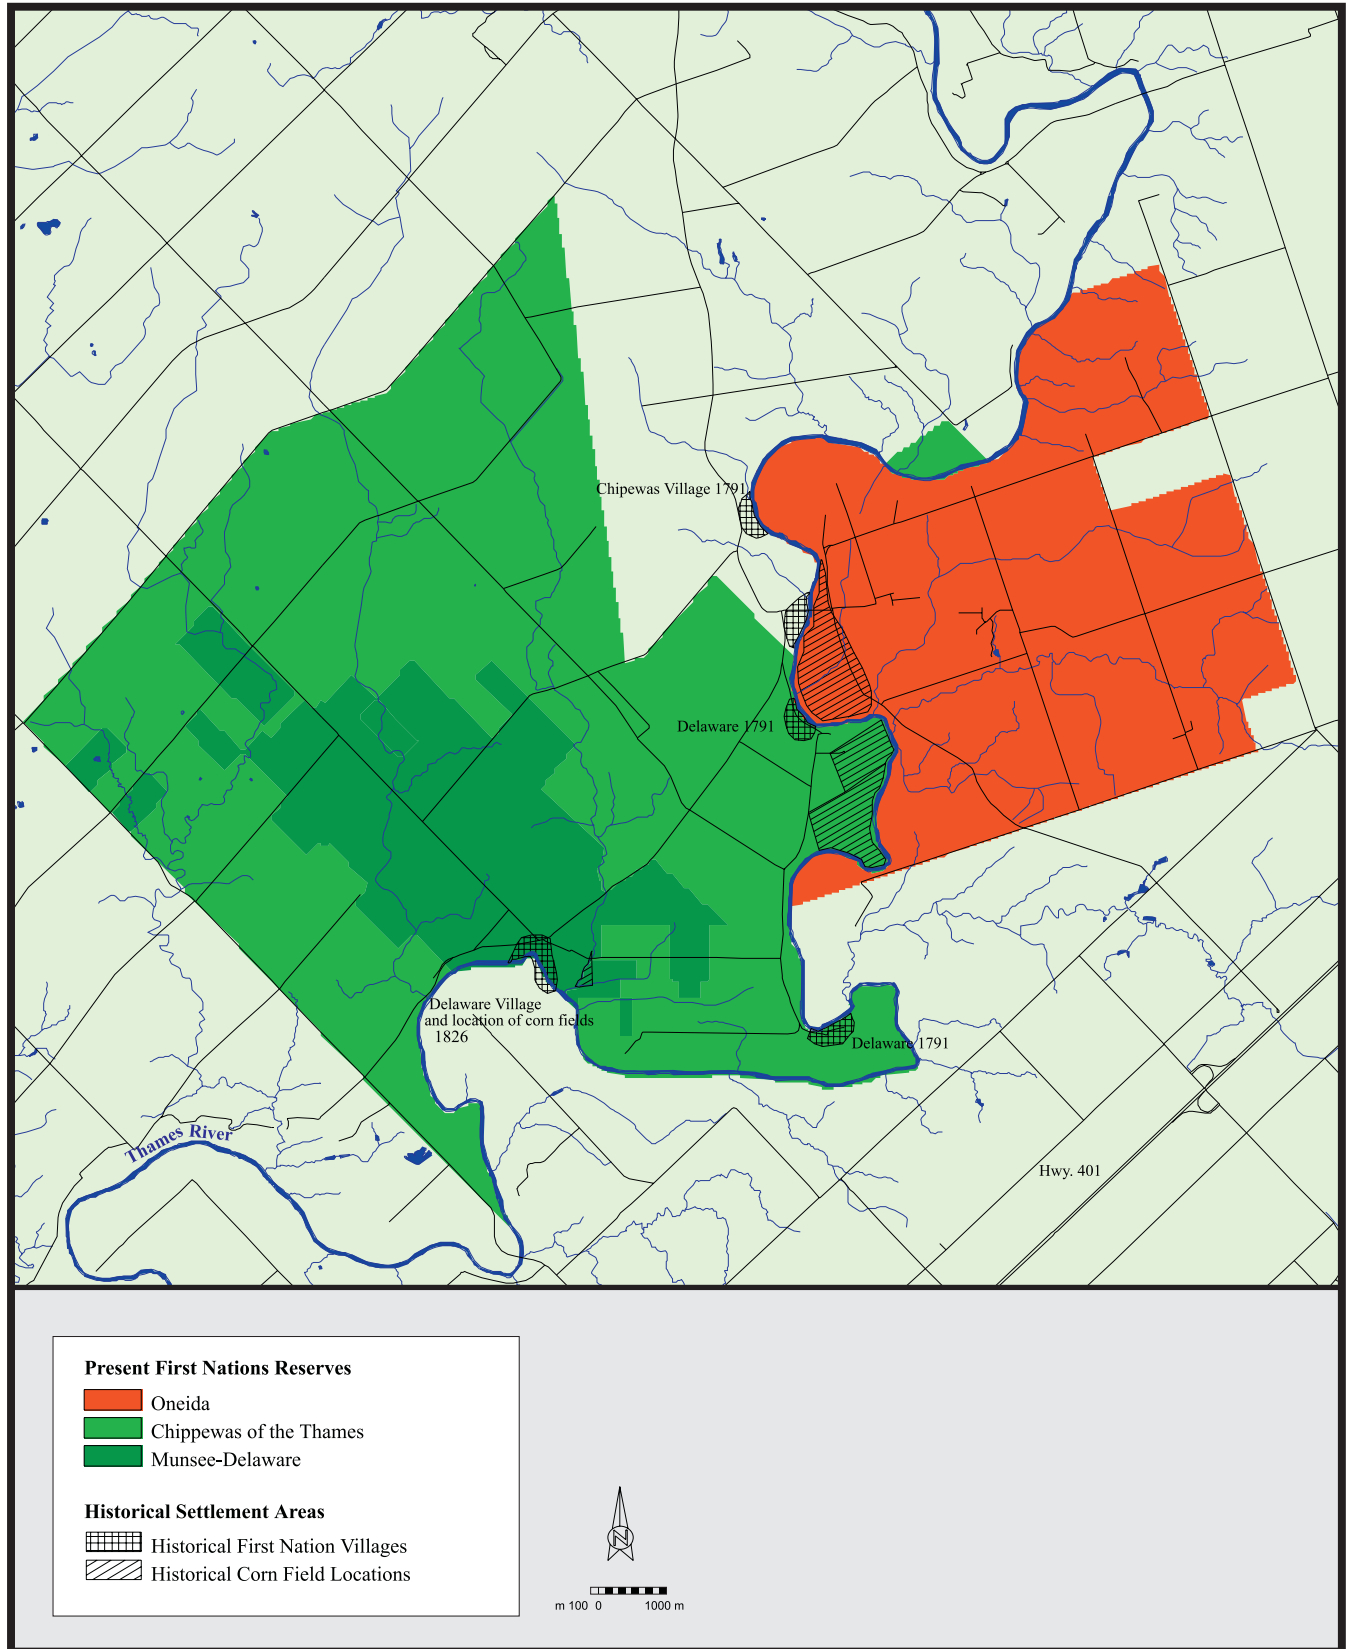 Chipewas Village 1791
Delaware 1791
Delaware Village
and location of corn fields
1826
Delaware 1791
Thames River
Hwy. 401
Present First Nations Reserves
Oneida
Chippewas of the Thames
Munsee-Delaware
Historical Settlement Areas
Historical First Nation Villages
Historical Corn Field Locations
N
m 100 0 1000 m